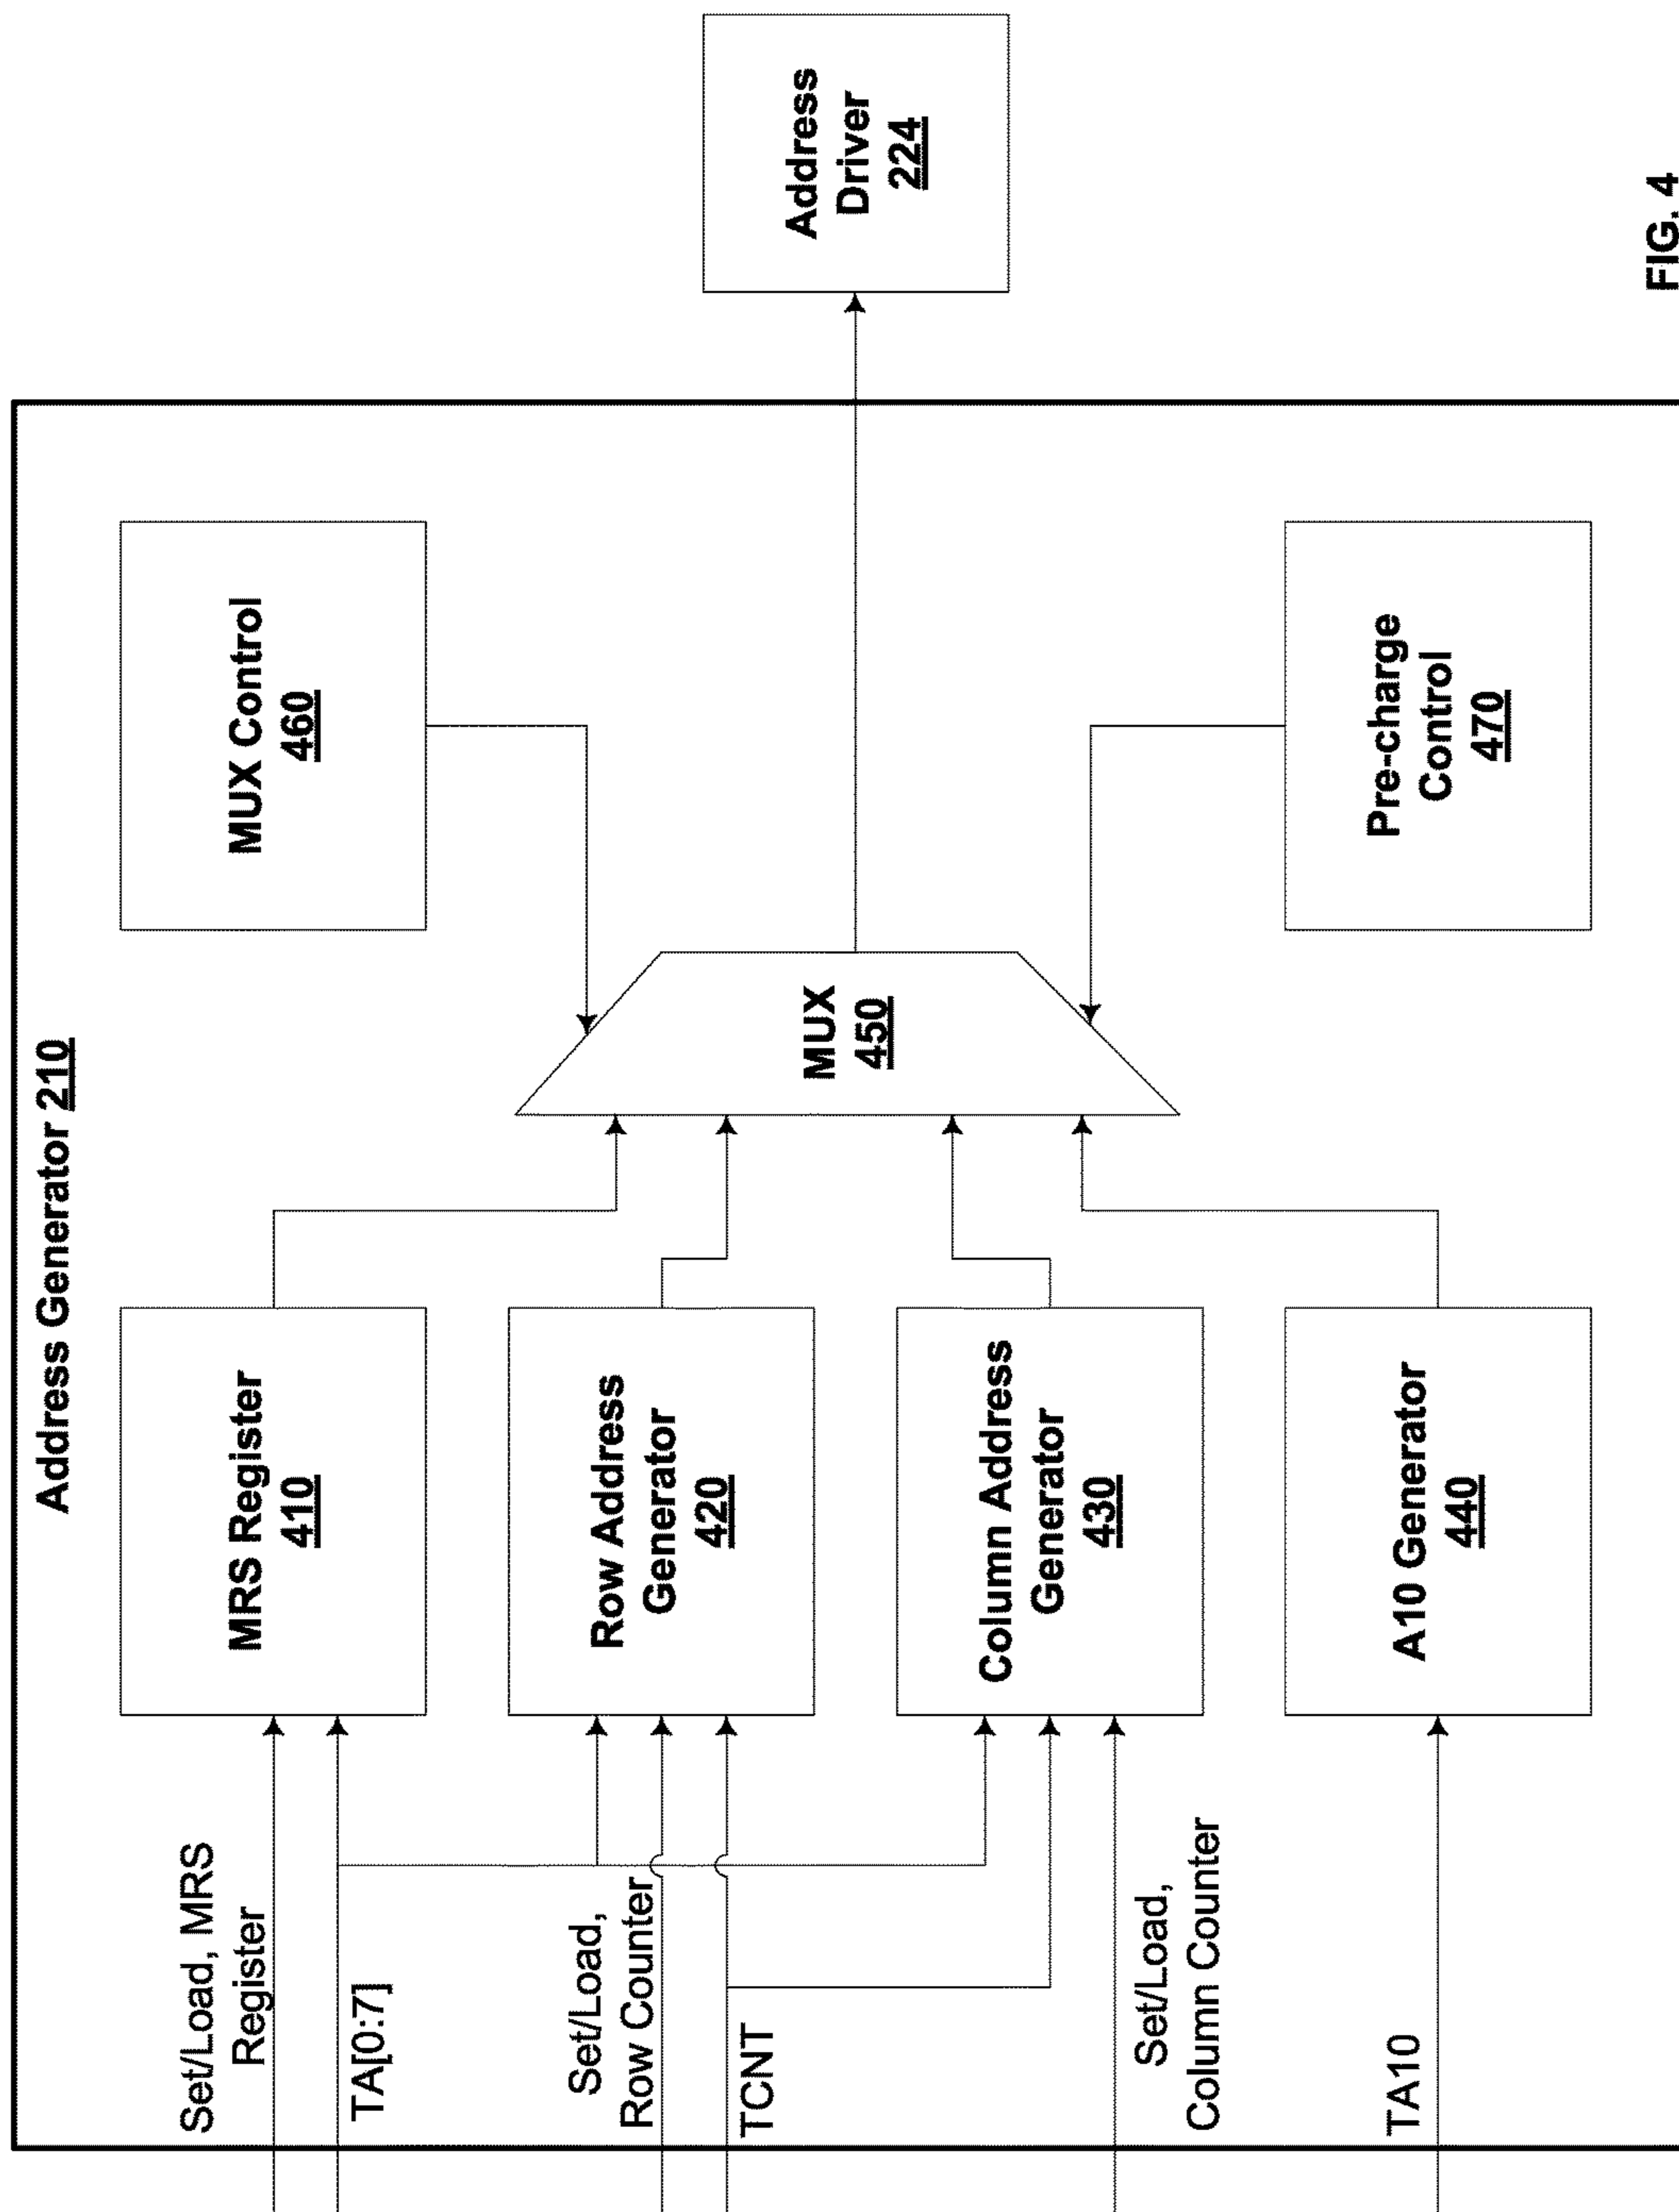 Address Generator 210
Set/Load, MRS
Register
TA[0:7]
Set/Load,
Row Counter
TCNT
Set/Load,
Column Counter
TA10
MRS Register
410
Row Address
Generator
420
Column Address
Generator
430
A10 Generator
440
MUX
450
MUX Control
460
Pre-charge
Control
470
Address
Driver
224
FIG. 4